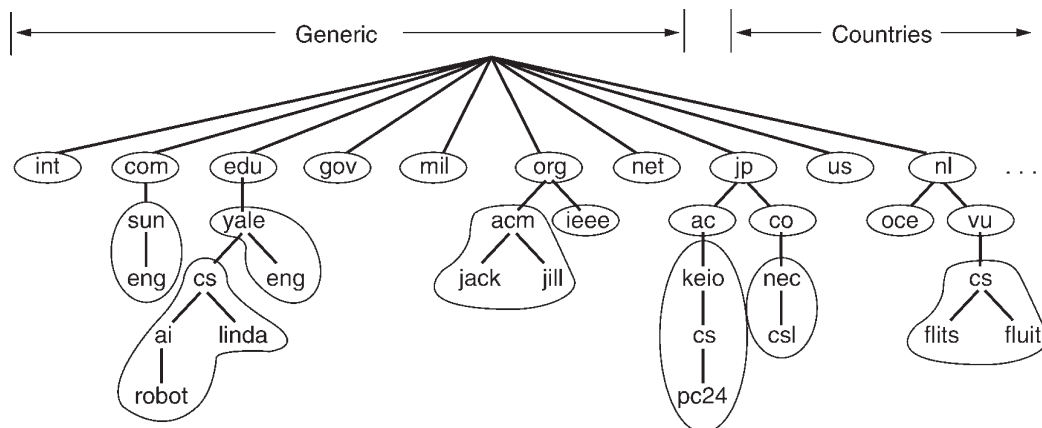 Generic Countries
int com edu gov mil org net jp us nl ...
sun yale acm ieee ac co oce vu
eng cs eng jack jill keio nec cs
ai linda cs csl flits fluit
robot pc24